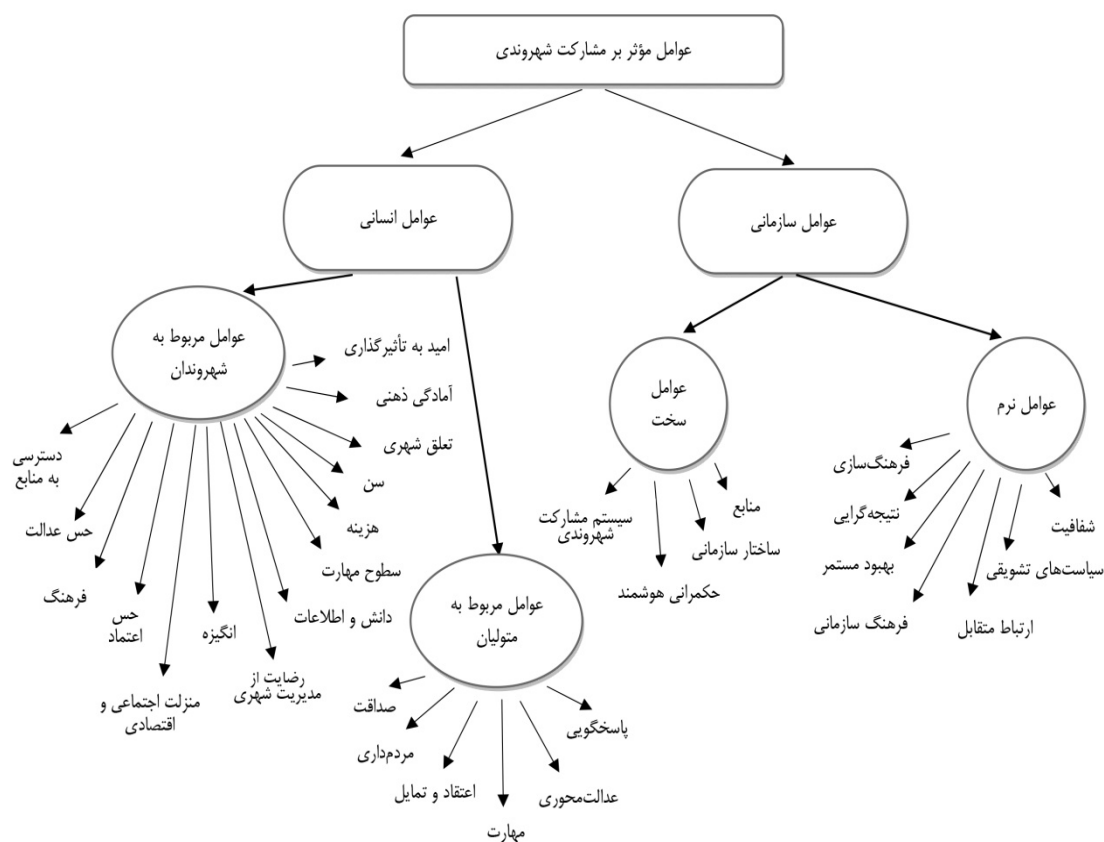 عوامل مؤثر بر مشارکت شهروندی
عوامل سازمانی
عوامل انسانی
عوامل نرم
شفافیت
سیاست‌های تشویقی
ارتباط متقابل
فرهنگ سازمانی
بهبود مستمر
نتیجه‌گرایی
فرهنگ‌سازی
عوامل
سخت
منابع
ساختار سازمانی
حکمرانی هوشمند
سیستم مشارکت
شهروندی
عوامل مربوط به
متولیان
پاسخگویی
عدالت‌محوری
مهارت
اعتقاد و تمایل
مردم‌داری
صداقت
عوامل مربوط به
شهروندان
امید به تأثیرگذاری
آمادگی ذهنی
تعلق شهری
سن
هزینه
سطوح مهارت
دانش و اطلاعات
رضایت از
مدیریت شهری
انگیزه
منزلت اجتماعی و
اقتصادی
حس
اعتماد
فرهنگ
حس عدالت
دسترسی
به منابع